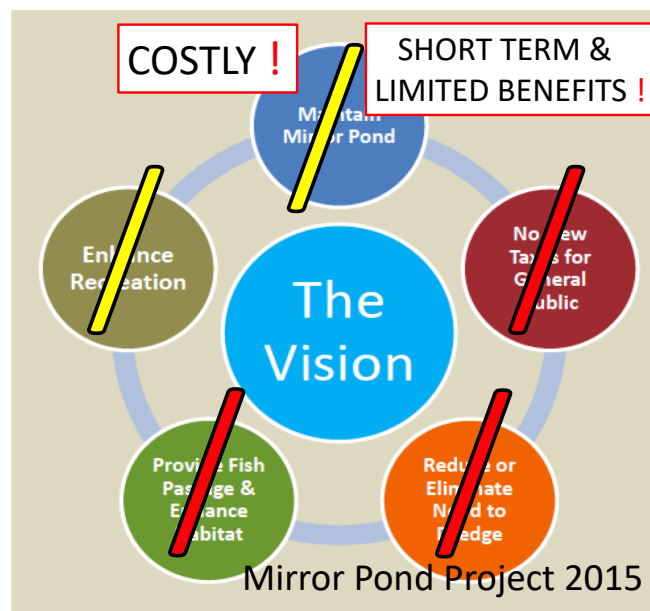 COSTLY !
SHORT TERM &
LIMITED BENEFITS !
Maintain
Mirror Pond
Enhance
Recreation
No New
Taxes for
General
Public
The
Vision
Provide Fish
Passage &
Enhance
Habitat
Reduce or
Eliminate
Need to
Dredge
Mirror Pond Project 2015